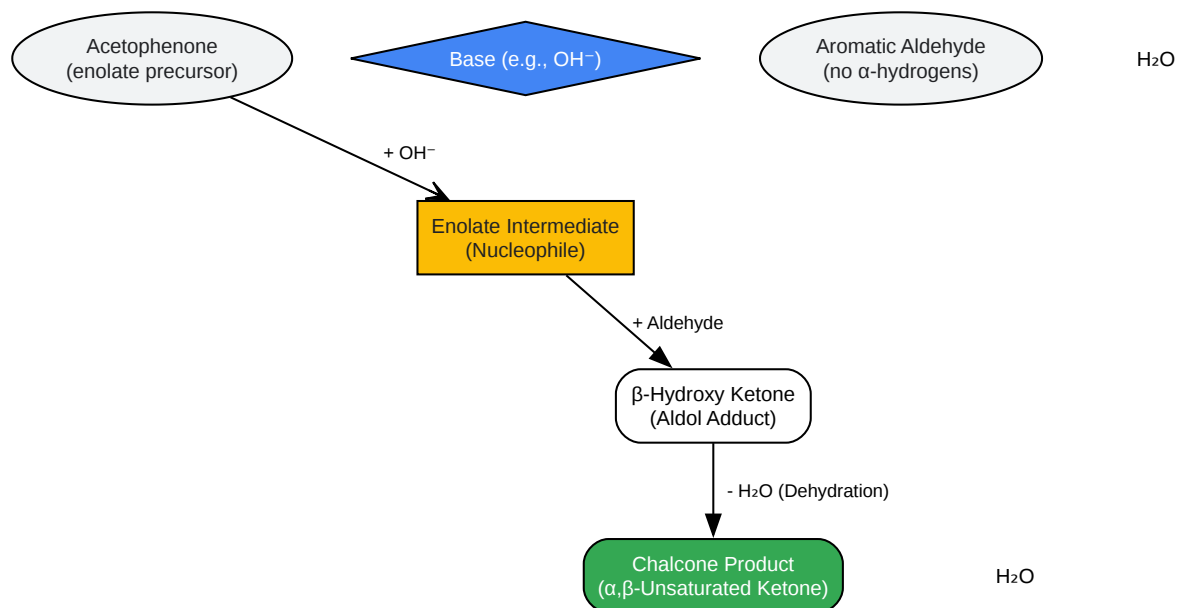 Acetophenone
(enolate precursor)
Base (e.g., OH⁻)
Aromatic Aldehyde
(no α-hydrogens)
H₂O
+ OH⁻
Enolate Intermediate
(Nucleophile)
+ Aldehyde
β-Hydroxy Ketone
(Aldol Adduct)
- H₂O (Dehydration)
Chalcone Product
(α,β-Unsaturated Ketone)
H₂O